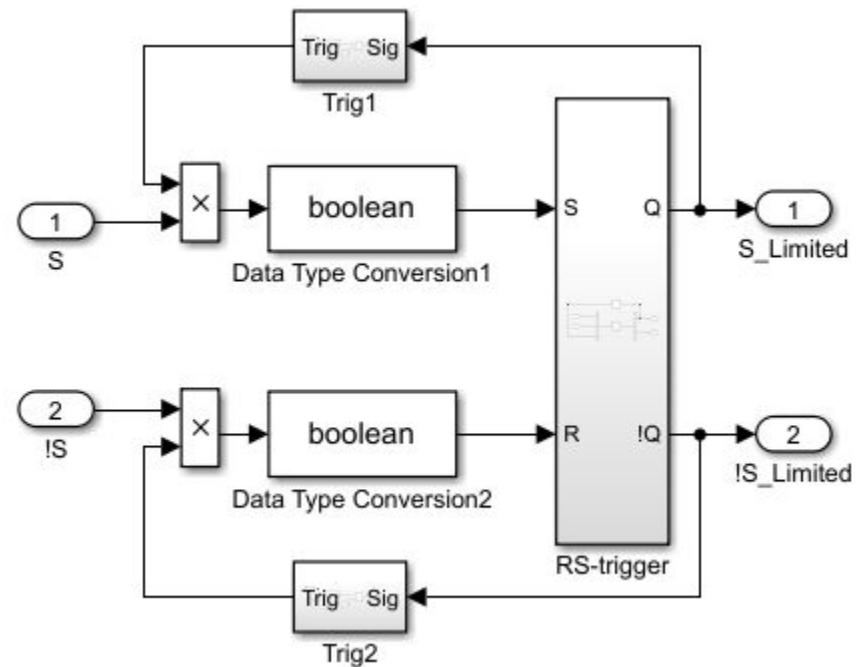 Trig Sig
Trig1
1
S
×
boolean
Data Type Conversion1
S Q
1
S_Limited
2
!S
×
boolean
Data Type Conversion2
R !Q
2
!S_Limited
RS-trigger
Trig Sig
Trig2